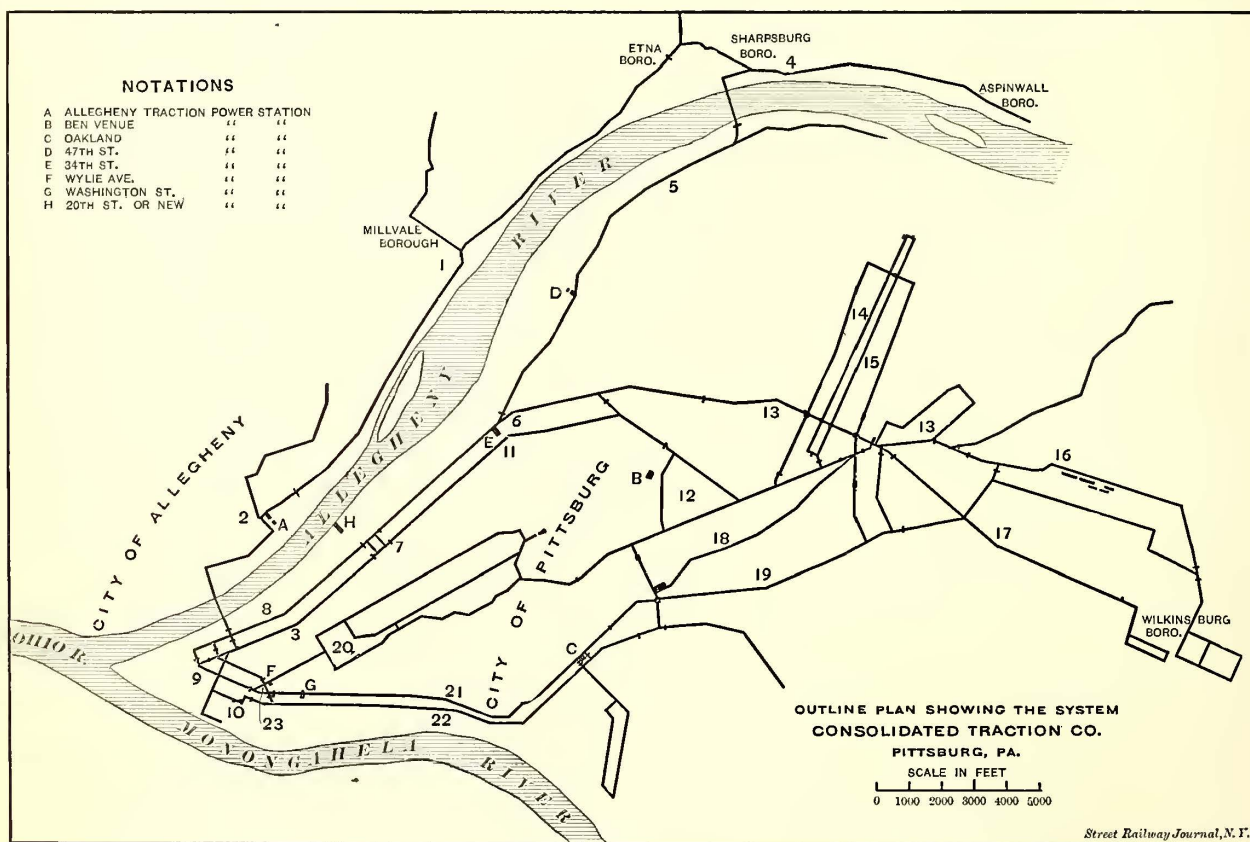 NOTATIONS
A ALLEGHENY TRACTION POWER STATION
B BEN VENUE " "
C OAKLAND " "
D 47TH ST. " "
E 34TH ST. " "
F WYLIE AVE. " "
G WASHINGTON ST. " "
H 20TH ST. OR NEW " "
ETNA
BORO.
SHARPSBURG
BORO.
4
ASPINWALL
BORO.
5
MILLVALE
BOROUGH
1
RIVER
D
14
15
ALLEGHENY
CITY OF ALLEGHENY
6
E
11
13
13
B
12
16
2
A
H
7
PITTSBURG
18
17
19
8
3
OF
CITY
20
C
WILKINSBURG
BORO.
OHIO R.
9
F
G
21
10
22
23
MONONGAHELA
RIVER
OUTLINE PLAN SHOWING THE SYSTEM
CONSOLIDATED TRACTION CO.
PITTSBURG, PA.
SCALE IN FEET
0 1000 2000 3000 4000 5000
Street Railway Journal, N.Y.